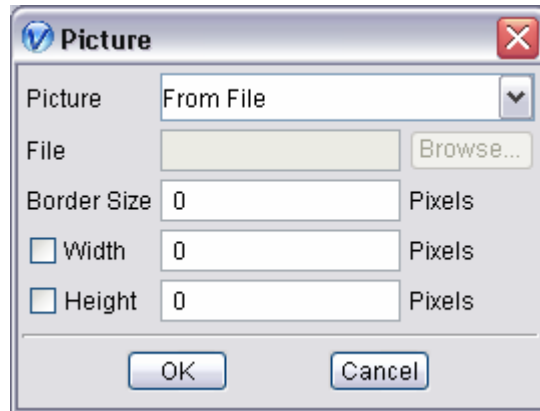 Picture
Picture From File
File Browse...
Border Size 0 Pixels
Width 0 Pixels
Height 0 Pixels
OK Cancel